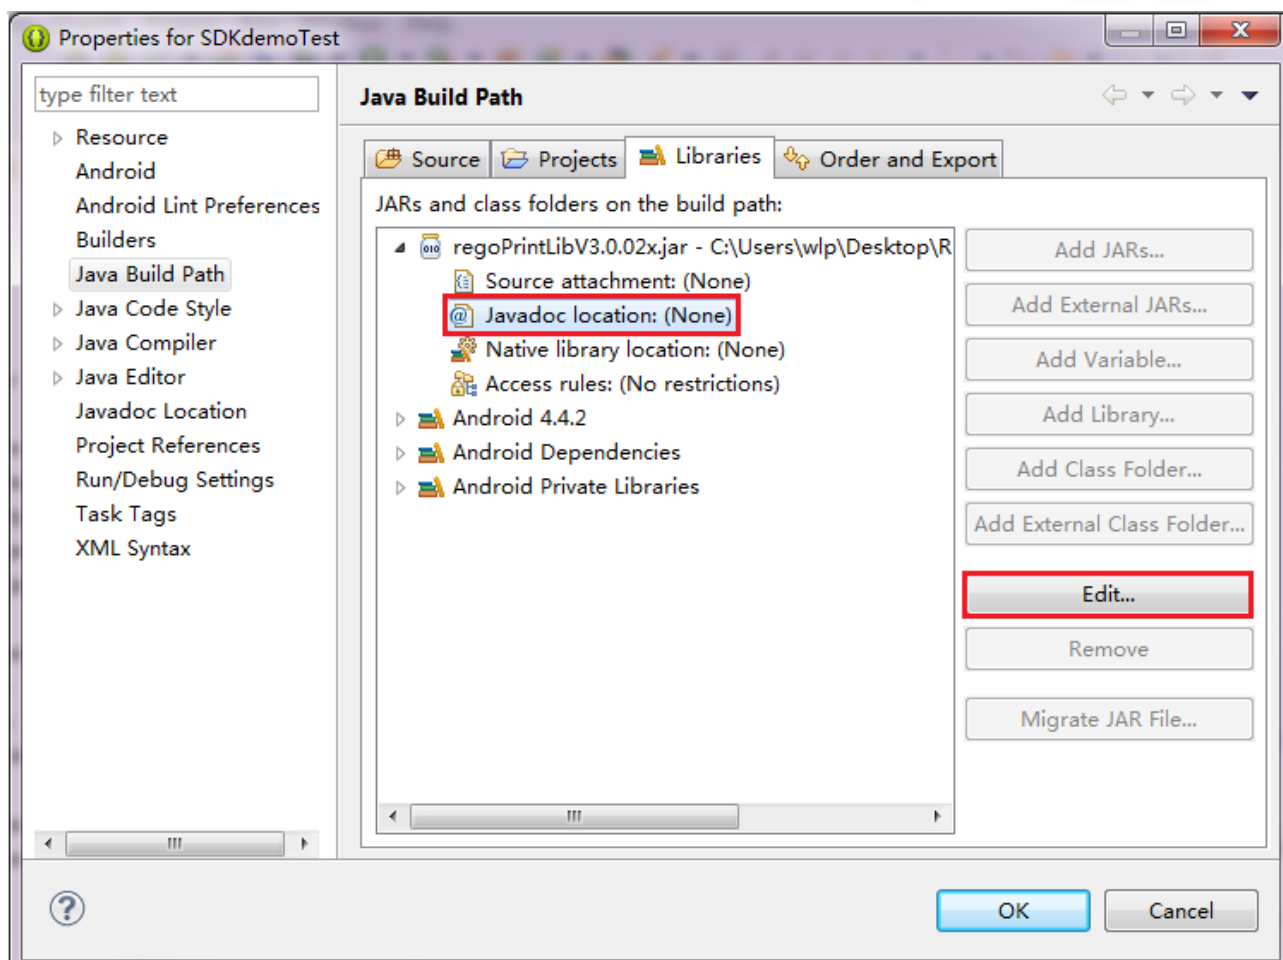 Properties for SDKdemoTest
type filter text
Resource
Android
Android Lint Preferences
Builders
Java Build Path
Java Code Style
Java Compiler
Java Editor
Javadoc Location
Project References
Run/Debug Settings
Task Tags
XML Syntax
Java Build Path
Source
Projects
Libraries
Order and Export
JARs and class folders on the build path:
regoPrintLibV3.0.02x.jar - C:\Users\wlp\Desktop\R
Source attachment: (None)
Javadoc location: (None)
Native library location: (None)
Access rules: (No restrictions)
Android 4.4.2
Android Dependencies
Android Private Libraries
Add JARs...
Add External JARs...
Add Variable...
Add Library...
Add Class Folder...
Add External Class Folder...
Edit...
Remove
Migrate JAR File...
OK
Cancel